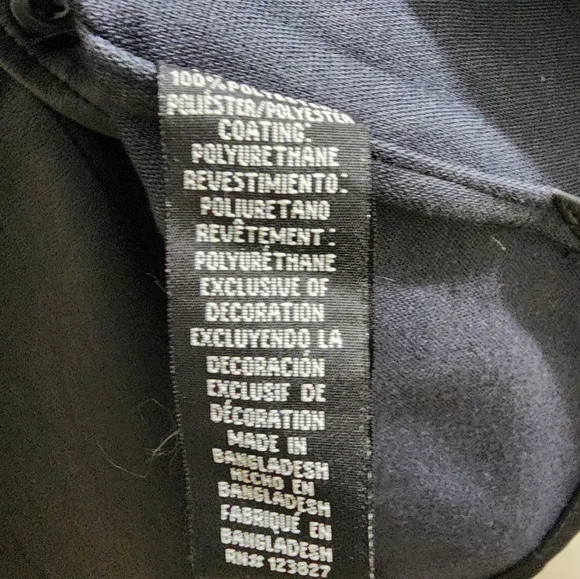 100% POLYESTER
POLIÉSTER/POLYESTER
COATING:
POLYURETHANE
REVESTIMIENTO:
POLIURETANO
REVÊTEMENT:
POLYURÉTHANE
EXCLUSIVE OF
DECORATION
EXCLUYENDO LA
DECORACIÓN
EXCLUSIF DE
DÉCORATION
MADE IN
BANGLADESH
HECHO EN
BANGLADESH
FABRIQUÉ EN
BANGLADESH
RN# 123827